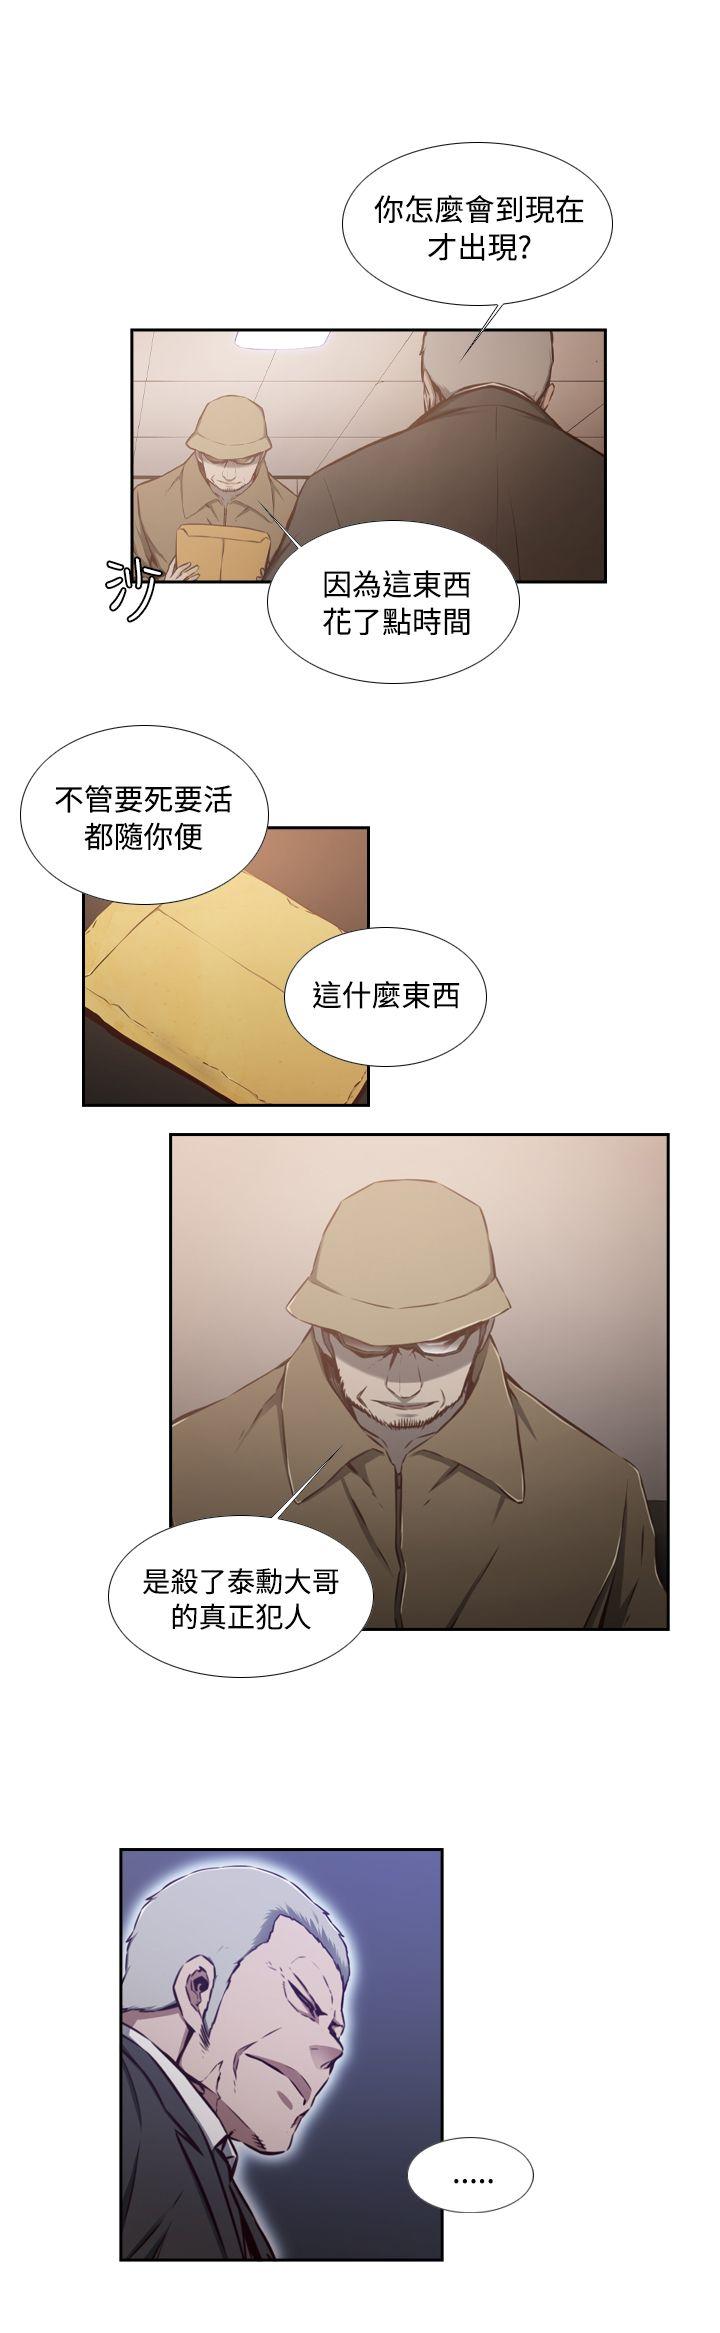 你怎麼會到現在
才出現?
沙
因為這東西
花了點時間
不管要死要活
都隨你便
這什麼東西
是殺了泰勳大哥
的真正犯人
.....